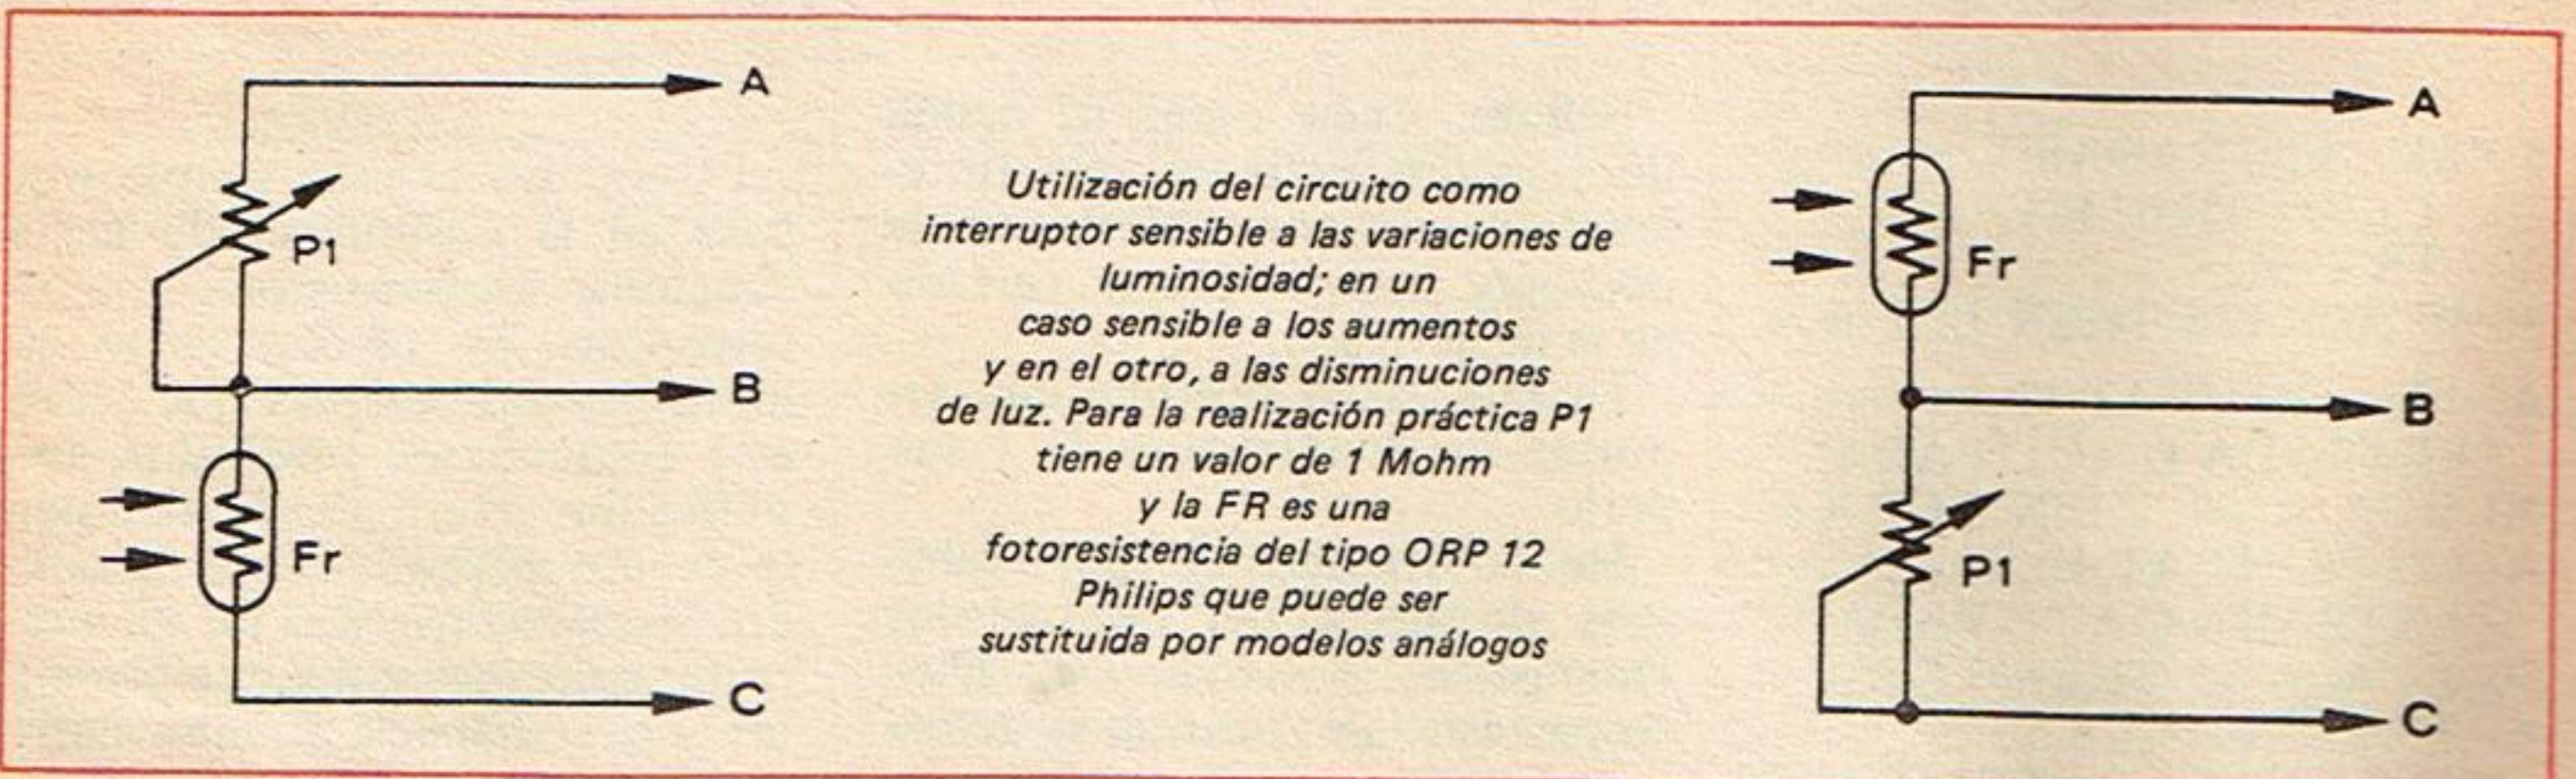 A
P1
B
Fr
C
Utilización del circuito como
interruptor sensible a las variaciones de
luminosidad; en un
caso sensible a los aumentos
y en el otro, a las disminuciones
de luz. Para la realización práctica P1
tiene un valor de 1 Mohm
y la FR es una
fotoresistencia del tipo ORP 12
Philips que puede ser
sustituida por modelos análogos
A
Fr
B
P1
C